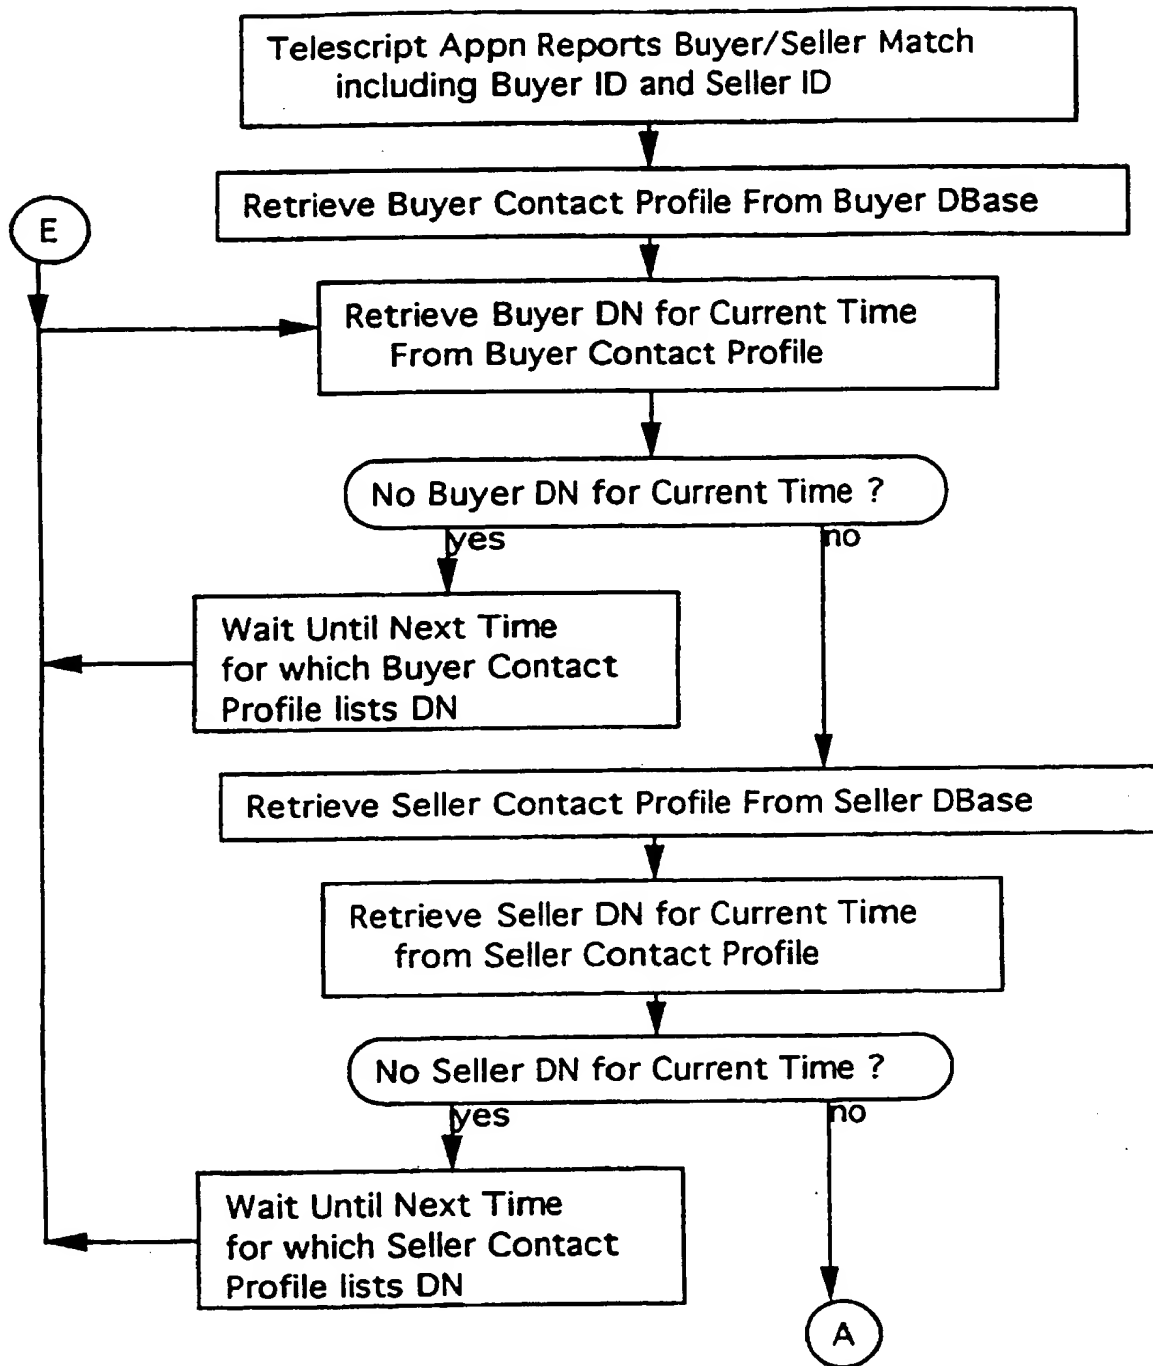 Telescript Appn Reports Buyer/Seller Match
including Buyer ID and Seller ID
Retrieve Buyer Contact Profile From Buyer DBase
E
Retrieve Buyer DN for Current Time
From Buyer Contact Profile
No Buyer DN for Current Time ?
yes
no
Wait Until Next Time
for which Buyer Contact
Profile lists DN
Retrieve Seller Contact Profile From Seller DBase
Retrieve Seller DN for Current Time
from Seller Contact Profile
No Seller DN for Current Time ?
yes
no
Wait Until Next Time
for which Seller Contact
Profile lists DN
A